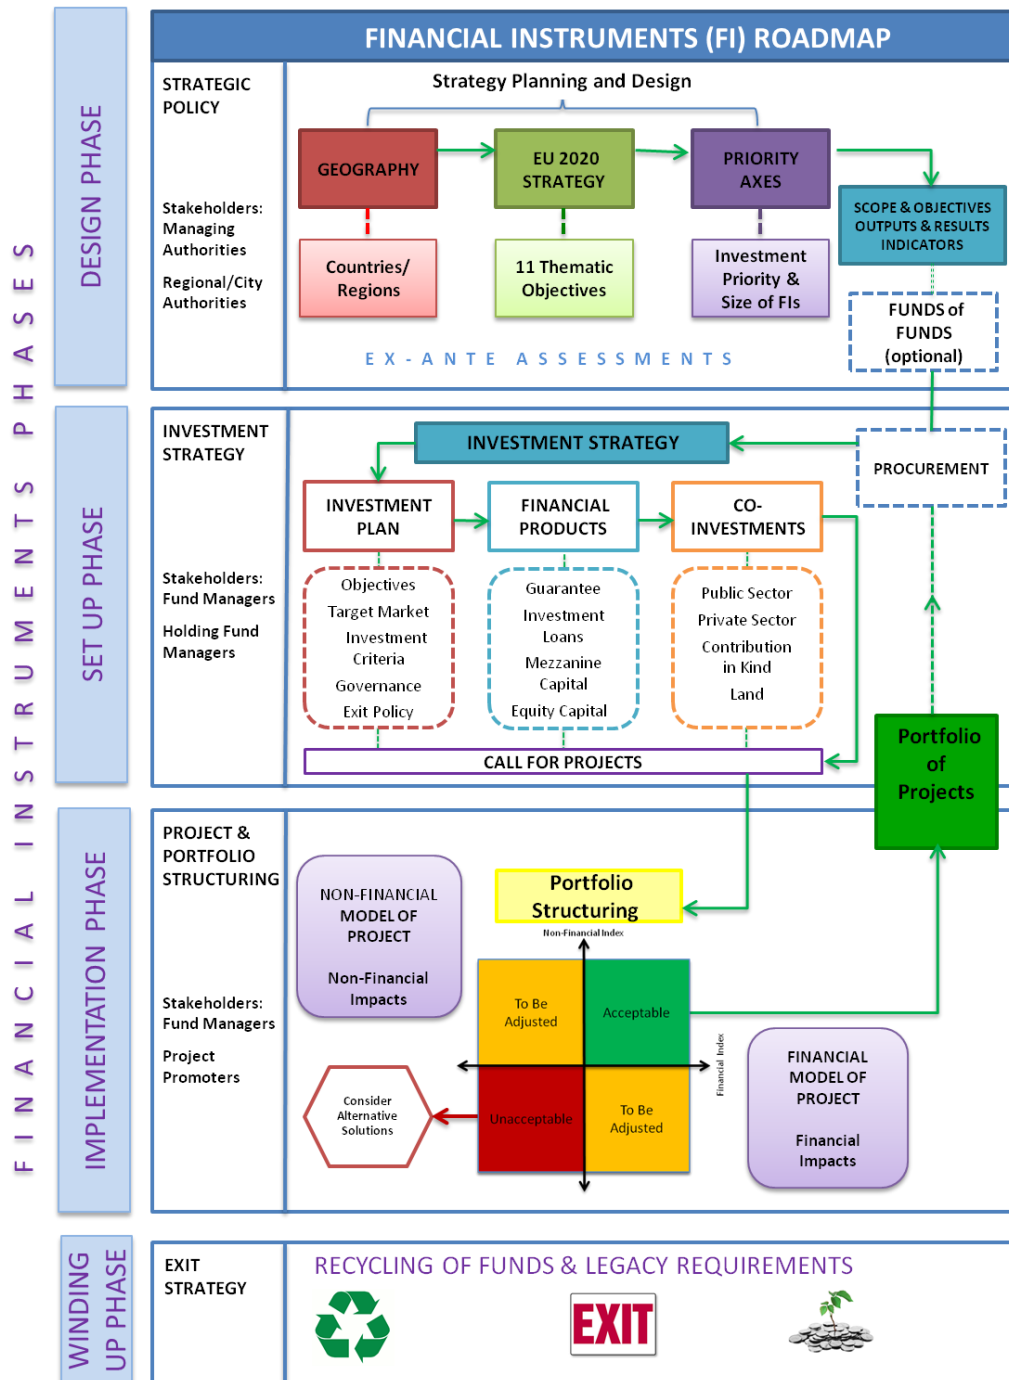 FINANCIAL INSTRUMENTS PHASES
FINANCIAL INSTRUMENTS (FI) ROADMAP
DESIGN PHASE
STRATEGIC
POLICY
Stakeholders:
Managing
Authorities
Regional/City
Authorities
Strategy Planning and Design
GEOGRAPHY
EU 2020
STRATEGY
PRIORITY
AXES
SCOPE & OBJECTIVES
OUTPUTS & RESULTS
INDICATORS
Countries/
Regions
11 Thematic
Objectives
Investment
Priority &
Size of FIs
FUNDS of
FUNDS
(optional)
EX-ANTE ASSESSMENTS
SET UP PHASE
INVESTMENT
STRATEGY
Stakeholders:
Fund Managers
Holding Fund
Managers
INVESTMENT STRATEGY
PROCUREMENT
INVESTMENT
PLAN
FINANCIAL
PRODUCTS
CO-
INVESTMENTS
Objectives
Target Market
Investment
Criteria
Governance
Exit Policy
Guarantee
Investment
Loans
Mezzanine
Capital
Equity Capital
Public Sector
Private Sector
Contribution
in Kind
Land
CALL FOR PROJECTS
Portfolio
of
Projects
IMPLEMENTATION PHASE
PROJECT &
PORTFOLIO
STRUCTURING
Stakeholders:
Fund Managers
Project
Promoters
NON-FINANCIAL
MODEL OF
PROJECT
Non-Financial
Impacts
Portfolio
Structuring
Non-Financial Index
To Be
Adjusted
Acceptable
Financial Index
Unacceptable
To Be
Adjusted
Consider
Alternative
Solutions
FINANCIAL
MODEL OF
PROJECT
Financial
Impacts
WINDING
UP PHASE
EXIT
STRATEGY
RECYCLING OF FUNDS & LEGACY REQUIREMENTS
EXIT